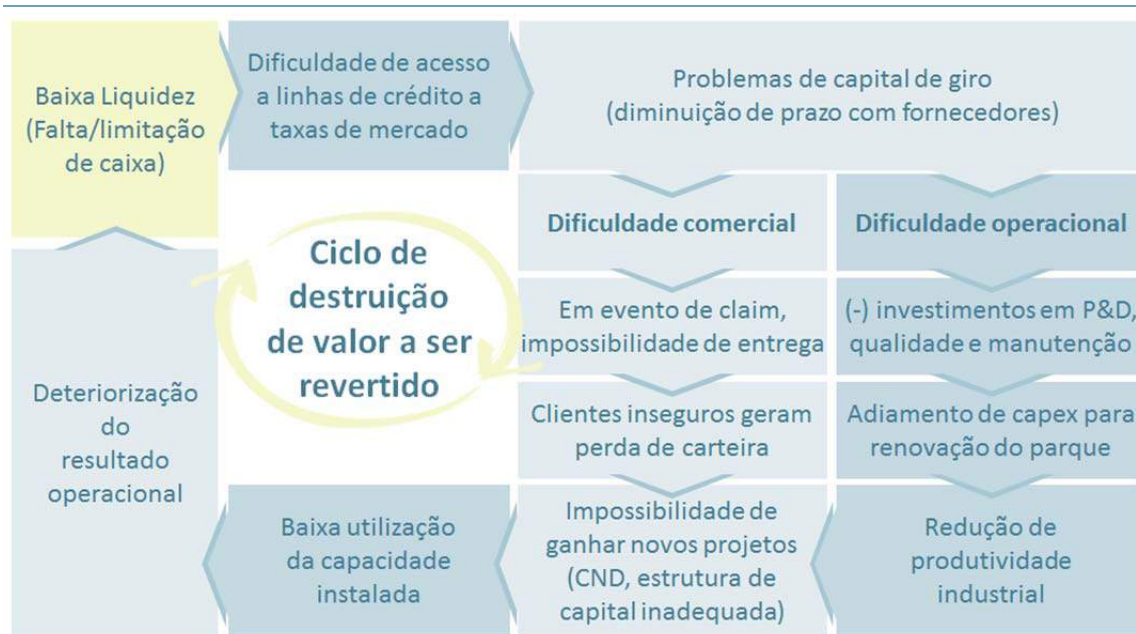 Baixa Liquidez
(Falta/limitação
de caixa)
Dificuldade de acesso
a linhas de crédito a
taxas de mercado
Problemas de capital de giro
(diminuição de prazo com fornecedores)
Dificuldade comercial
Dificuldade operacional
Ciclo de
destruição
de valor a ser
revertido
Em evento de claim,
impossibilidade de entrega
(-) investimentos em P&D,
qualidade e manutenção
Clientes inseguros geram
perda de carteira
Adiamento de capex para
renovação do parque
Deteriorização
do
resultado
operacional
Baixa utilização
da capacidade
instalada
Impossibilidade de
ganhar novos projetos
(CND, estrutura de
capital inadequada)
Redução de
produtividade
industrial